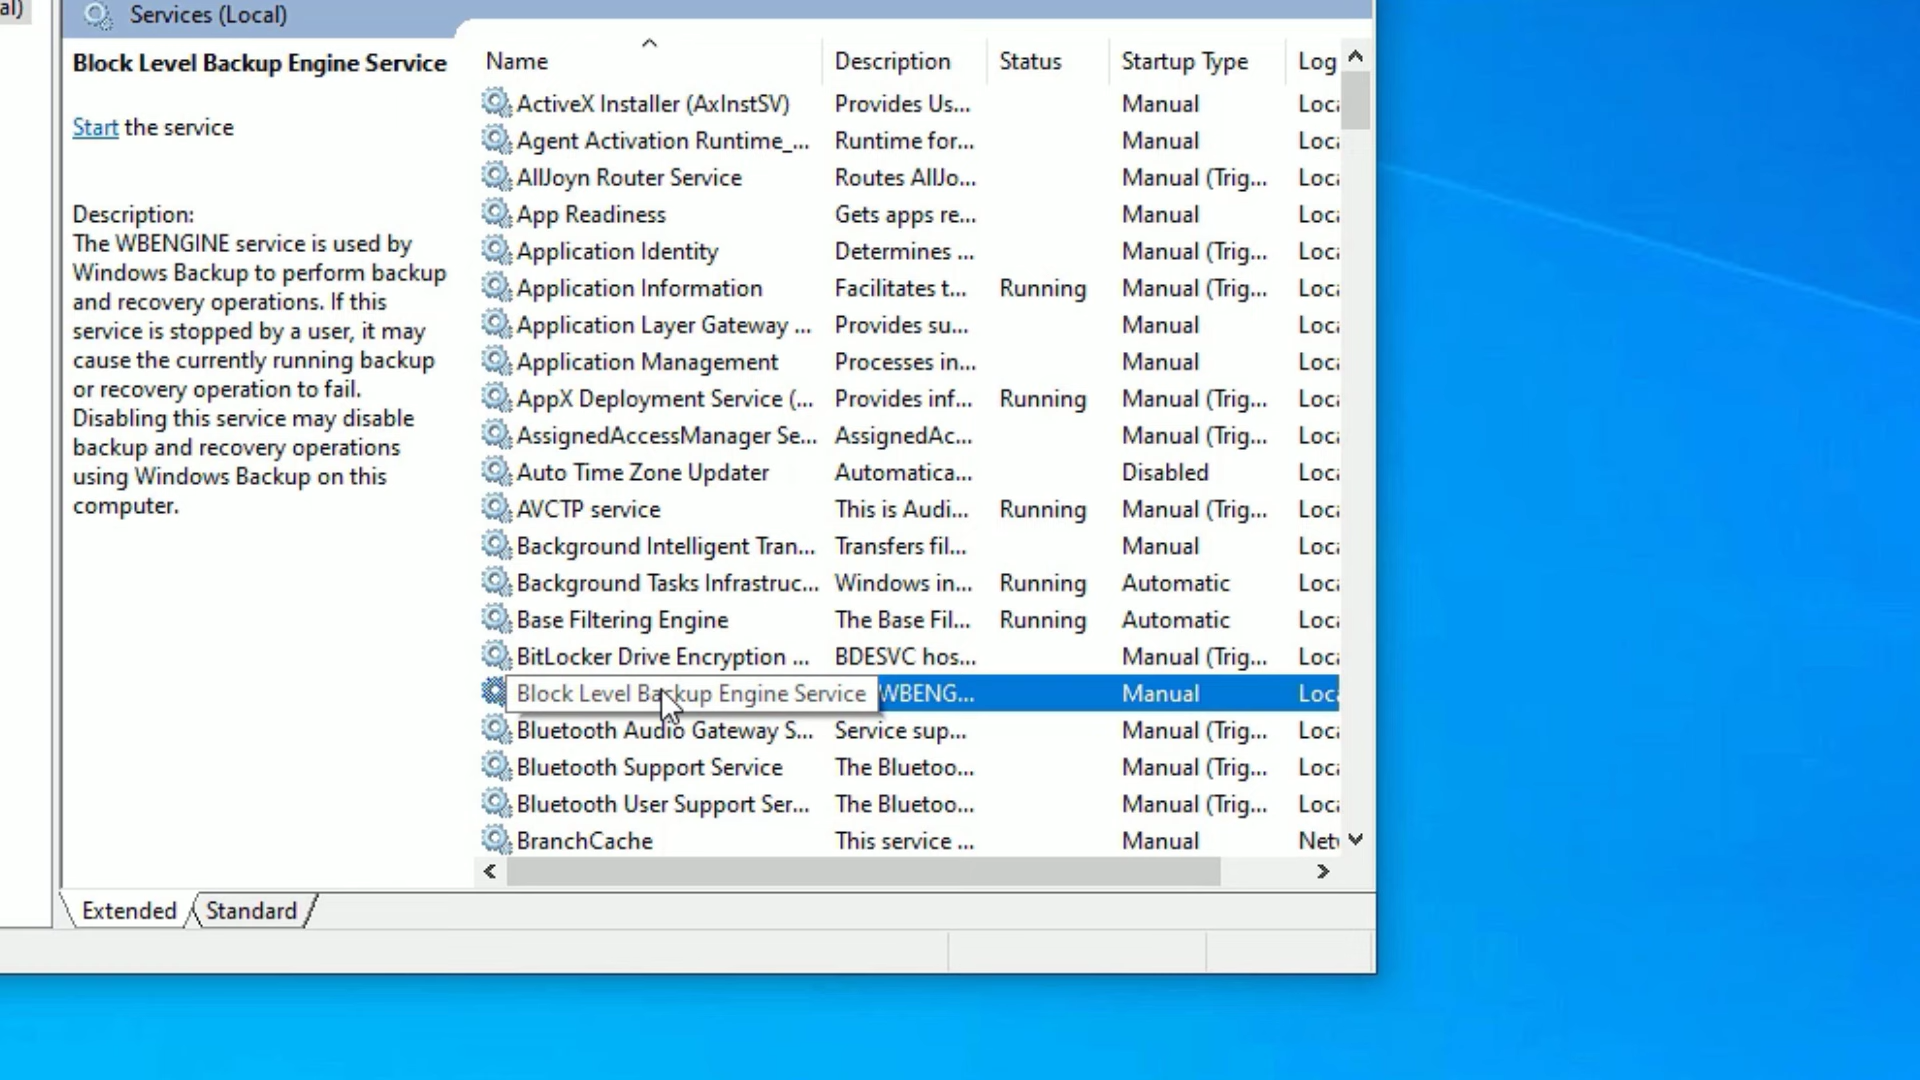 al)
Services (Local)
Block Level Backup Engine Service
Start the service
Description:
The WBENGINE service is used by
Windows Backup to perform backup
and recovery operations. If this
service is stopped by a user, it may
cause the currently running backup
or recovery operation to fail.
Disabling this service may disable
backup and recovery operations
using Windows Backup on this
computer.
Name Description Status Startup Type Log
ActiveX Installer (AxInstSV) Provides Us... Manual Loca
Agent Activation Runtime_... Runtime for... Manual Loca
AllJoyn Router Service Routes AllJo... Manual (Trig... Loca
App Readiness Gets apps re... Manual Loca
Application Identity Determines ... Manual (Trig... Loca
Application Information Facilitates t... Running Manual (Trig... Loca
Application Layer Gateway ... Provides su... Manual Loca
Application Management Processes in... Manual Loca
AppX Deployment Service (... Provides inf... Running Manual (Trig... Loca
AssignedAccessManager Se... AssignedAc... Manual (Trig... Loca
Auto Time Zone Updater Automatica... Disabled Loca
AVCTP service This is Audi... Running Manual (Trig... Loca
Background Intelligent Tran... Transfers fil... Manual Loca
Background Tasks Infrastruc... Windows in... Running Automatic Loca
Base Filtering Engine The Base Fil... Running Automatic Loca
BitLocker Drive Encryption ... BDESVC hos... Manual (Trig... Loca
Block Level Backup Engine Service WBENG... Manual Loca
Bluetooth Audio Gateway S... Service sup... Manual (Trig... Loca
Bluetooth Support Service The Bluetoo... Manual (Trig... Loca
Bluetooth User Support Ser... The Bluetoo... Manual (Trig... Loca
BranchCache This service ... Manual Netw
Extended Standard